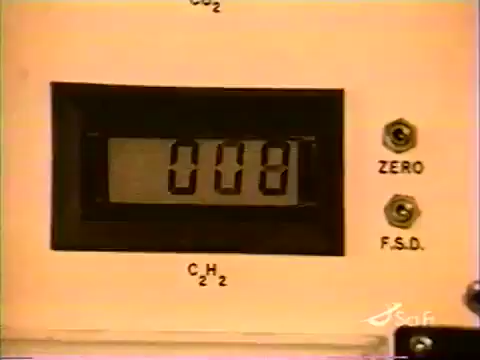 CO₂
008
ZERO
F.S.D.
C₂H₂
SciFi